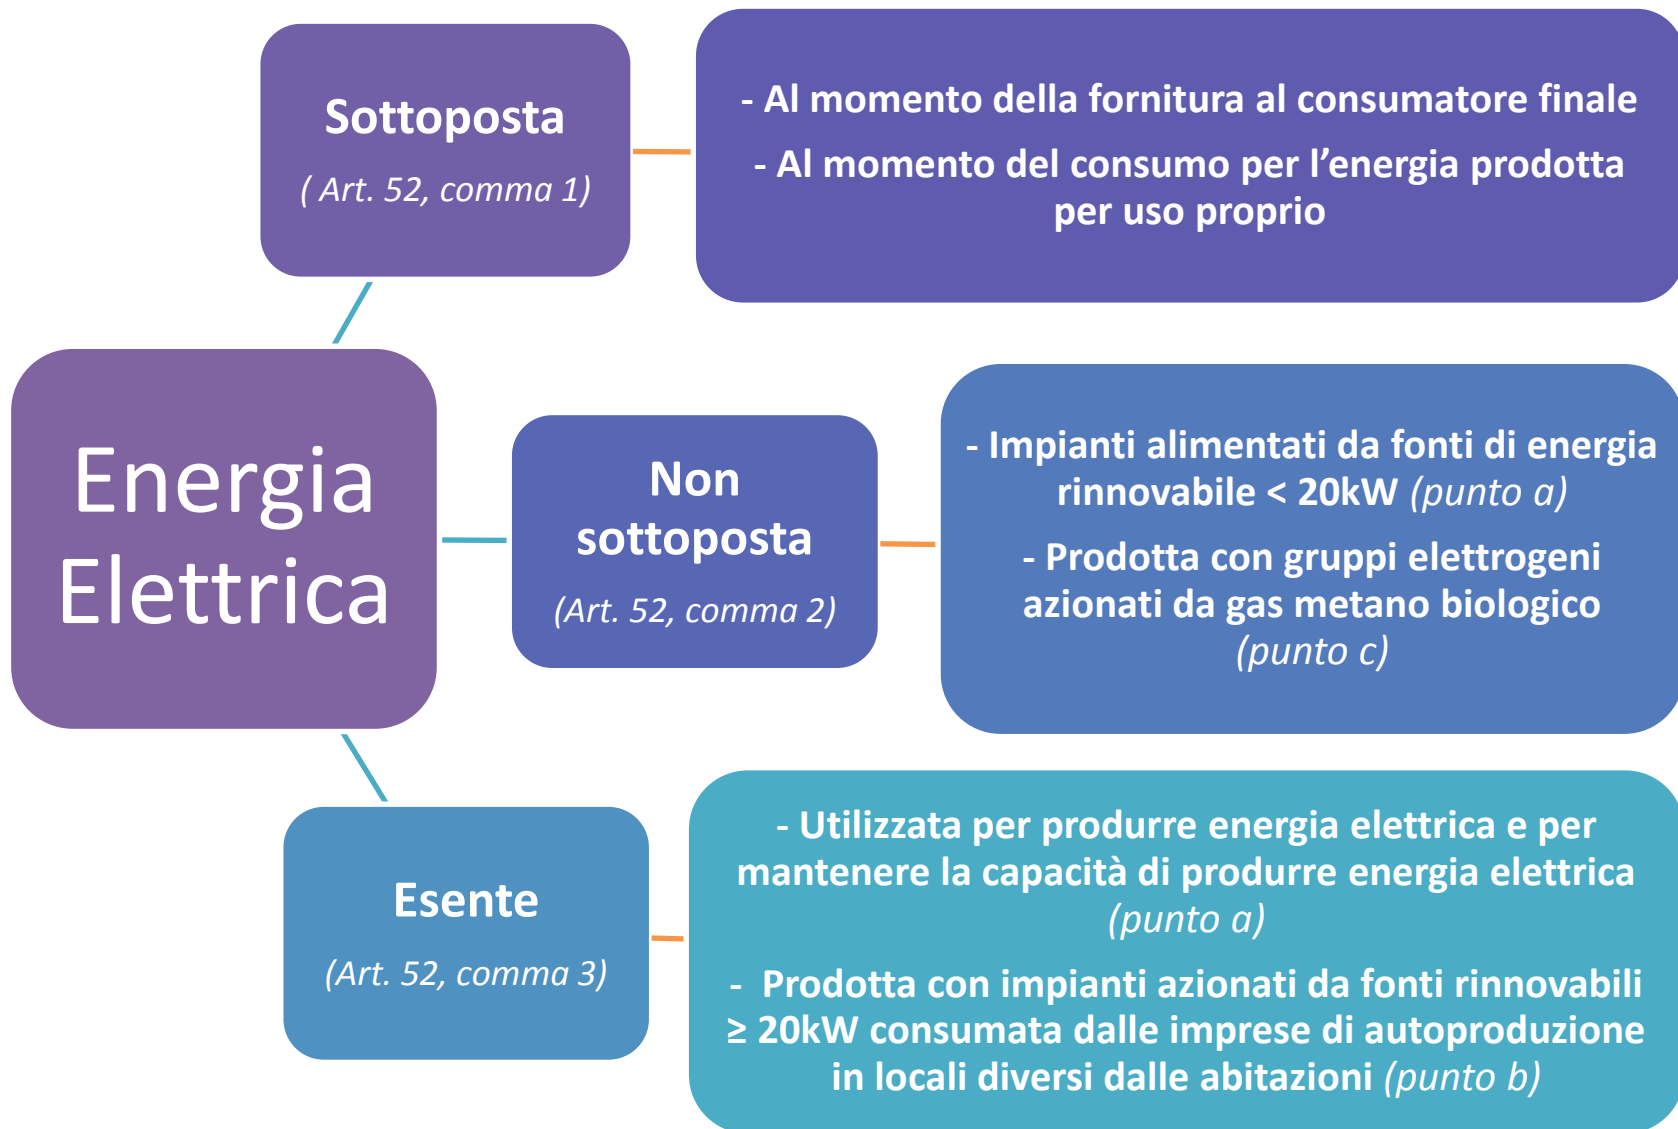 Sottoposta
( Art. 52, comma 1)
- Al momento della fornitura al consumatore finale
- Al momento del consumo per l’energia prodotta
per uso proprio
Energia
Elettrica
Non
sottoposta
(Art. 52, comma 2)
- Impianti alimentati da fonti di energia
rinnovabile < 20kW (punto a)
- Prodotta con gruppi elettrogeni
azionati da gas metano biologico
(punto c)
Esente
(Art. 52, comma 3)
- Utilizzata per produrre energia elettrica e per
mantenere la capacità di produrre energia elettrica
(punto a)
- Prodotta con impianti azionati da fonti rinnovabili
≥ 20kW consumata dalle imprese di autoproduzione
in locali diversi dalle abitazioni (punto b)